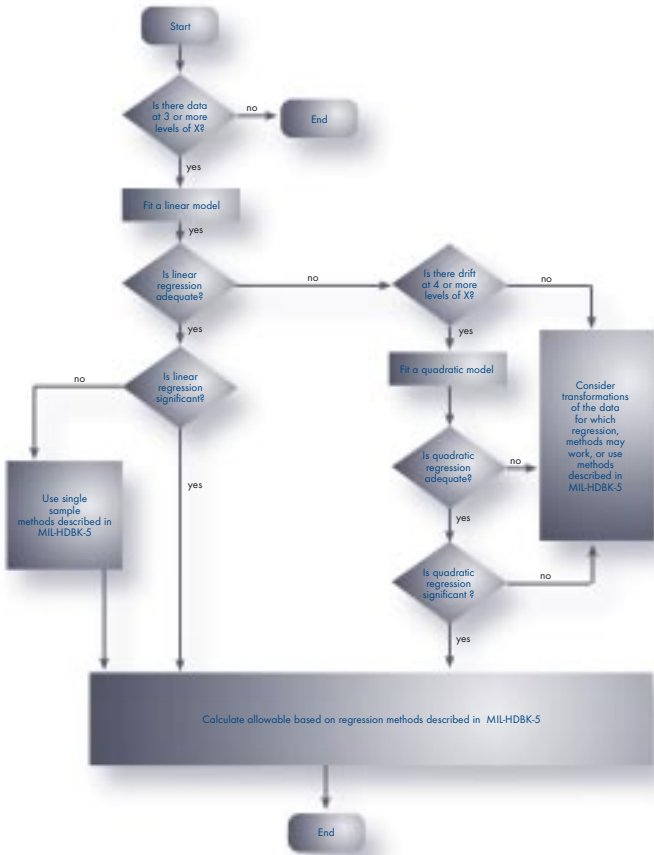 Start
Is there data
at 3 or more
levels of X?
no
End
yes
Fit a linear model
yes
Is linear
regression
adequate?
no
Is there drift
at 4 or more
levels of X?
no
yes
yes
Fit a quadratic model
Consider
transformations
of the data
for which
regression,
methods may
work, or use
methods
described in
MIL-HDBK-5
Is linear
regression
significant?
no
Is quadratic
regression
adequate?
no
yes
Use single
sample
methods described in
MIL-HDBK-5
yes
Is quadratic
regression
significant ?
no
yes
Calculate allowable based on regression methods described in MIL-HDBK-5
End